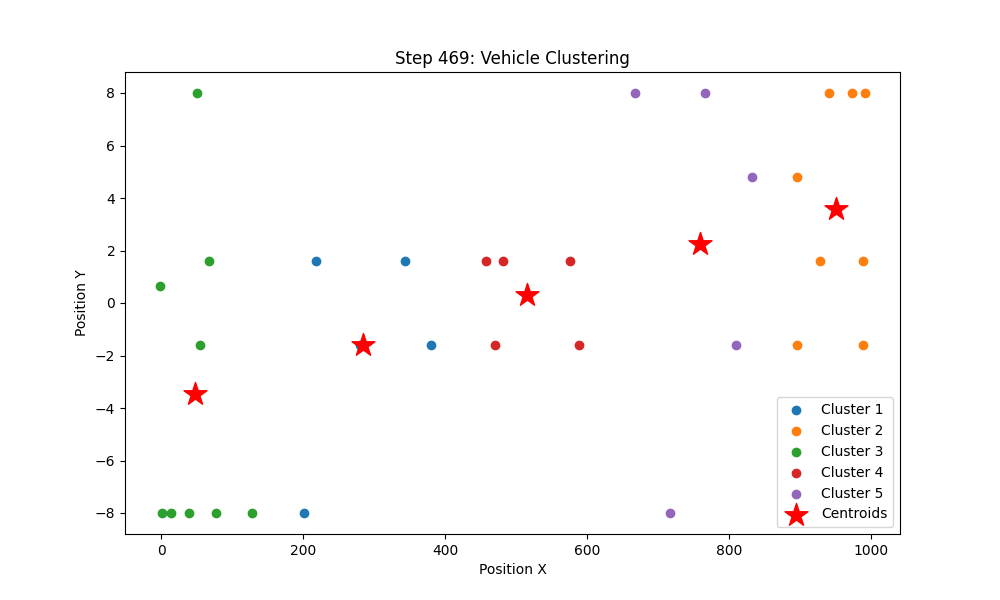 Step 469: Vehicle Clustering
Position Y
8
6
4
2
0
−2
−4
−6
−8
0
200
400
600
800
1000
Position X
Cluster 1
Cluster 2
Cluster 3
Cluster 4
Cluster 5
Centroids